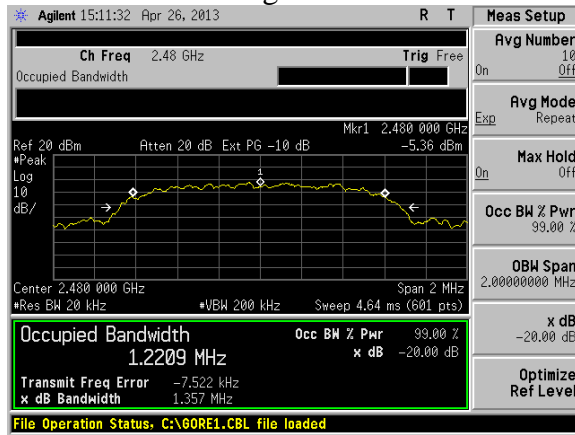 Agilent 15:11:32 Apr 26, 2013 R T
Meas Setup
Ch Freq 2.48 GHz Trig Free
Occupied Bandwidth
Mkr1 2.480 000 GHz
Ref 20 dBm Atten 20 dB Ext PG -10 dB -5.36 dBm
#Peak
Log
10
dB/
1
Center 2.480 000 GHz Span 2 MHz
#Res BW 20 kHz #VBW 200 kHz Sweep 4.64 ms (601 pts)
Occupied Bandwidth Occ BW % Pwr 99.00 %
1.2209 MHz x dB -20.00 dB
Transmit Freq Error -7.522 kHz
x dB Bandwidth 1.357 MHz
File Operation Status, C:\GORE1.CBL file loaded
Avg Number
10
On Off
Avg Mode
Exp Repeat
Max Hold
On Off
Occ BW % Pwr
99.00 %
OBW Span
2.00000000 MHz
x dB
-20.00 dB
Optimize
Ref Level